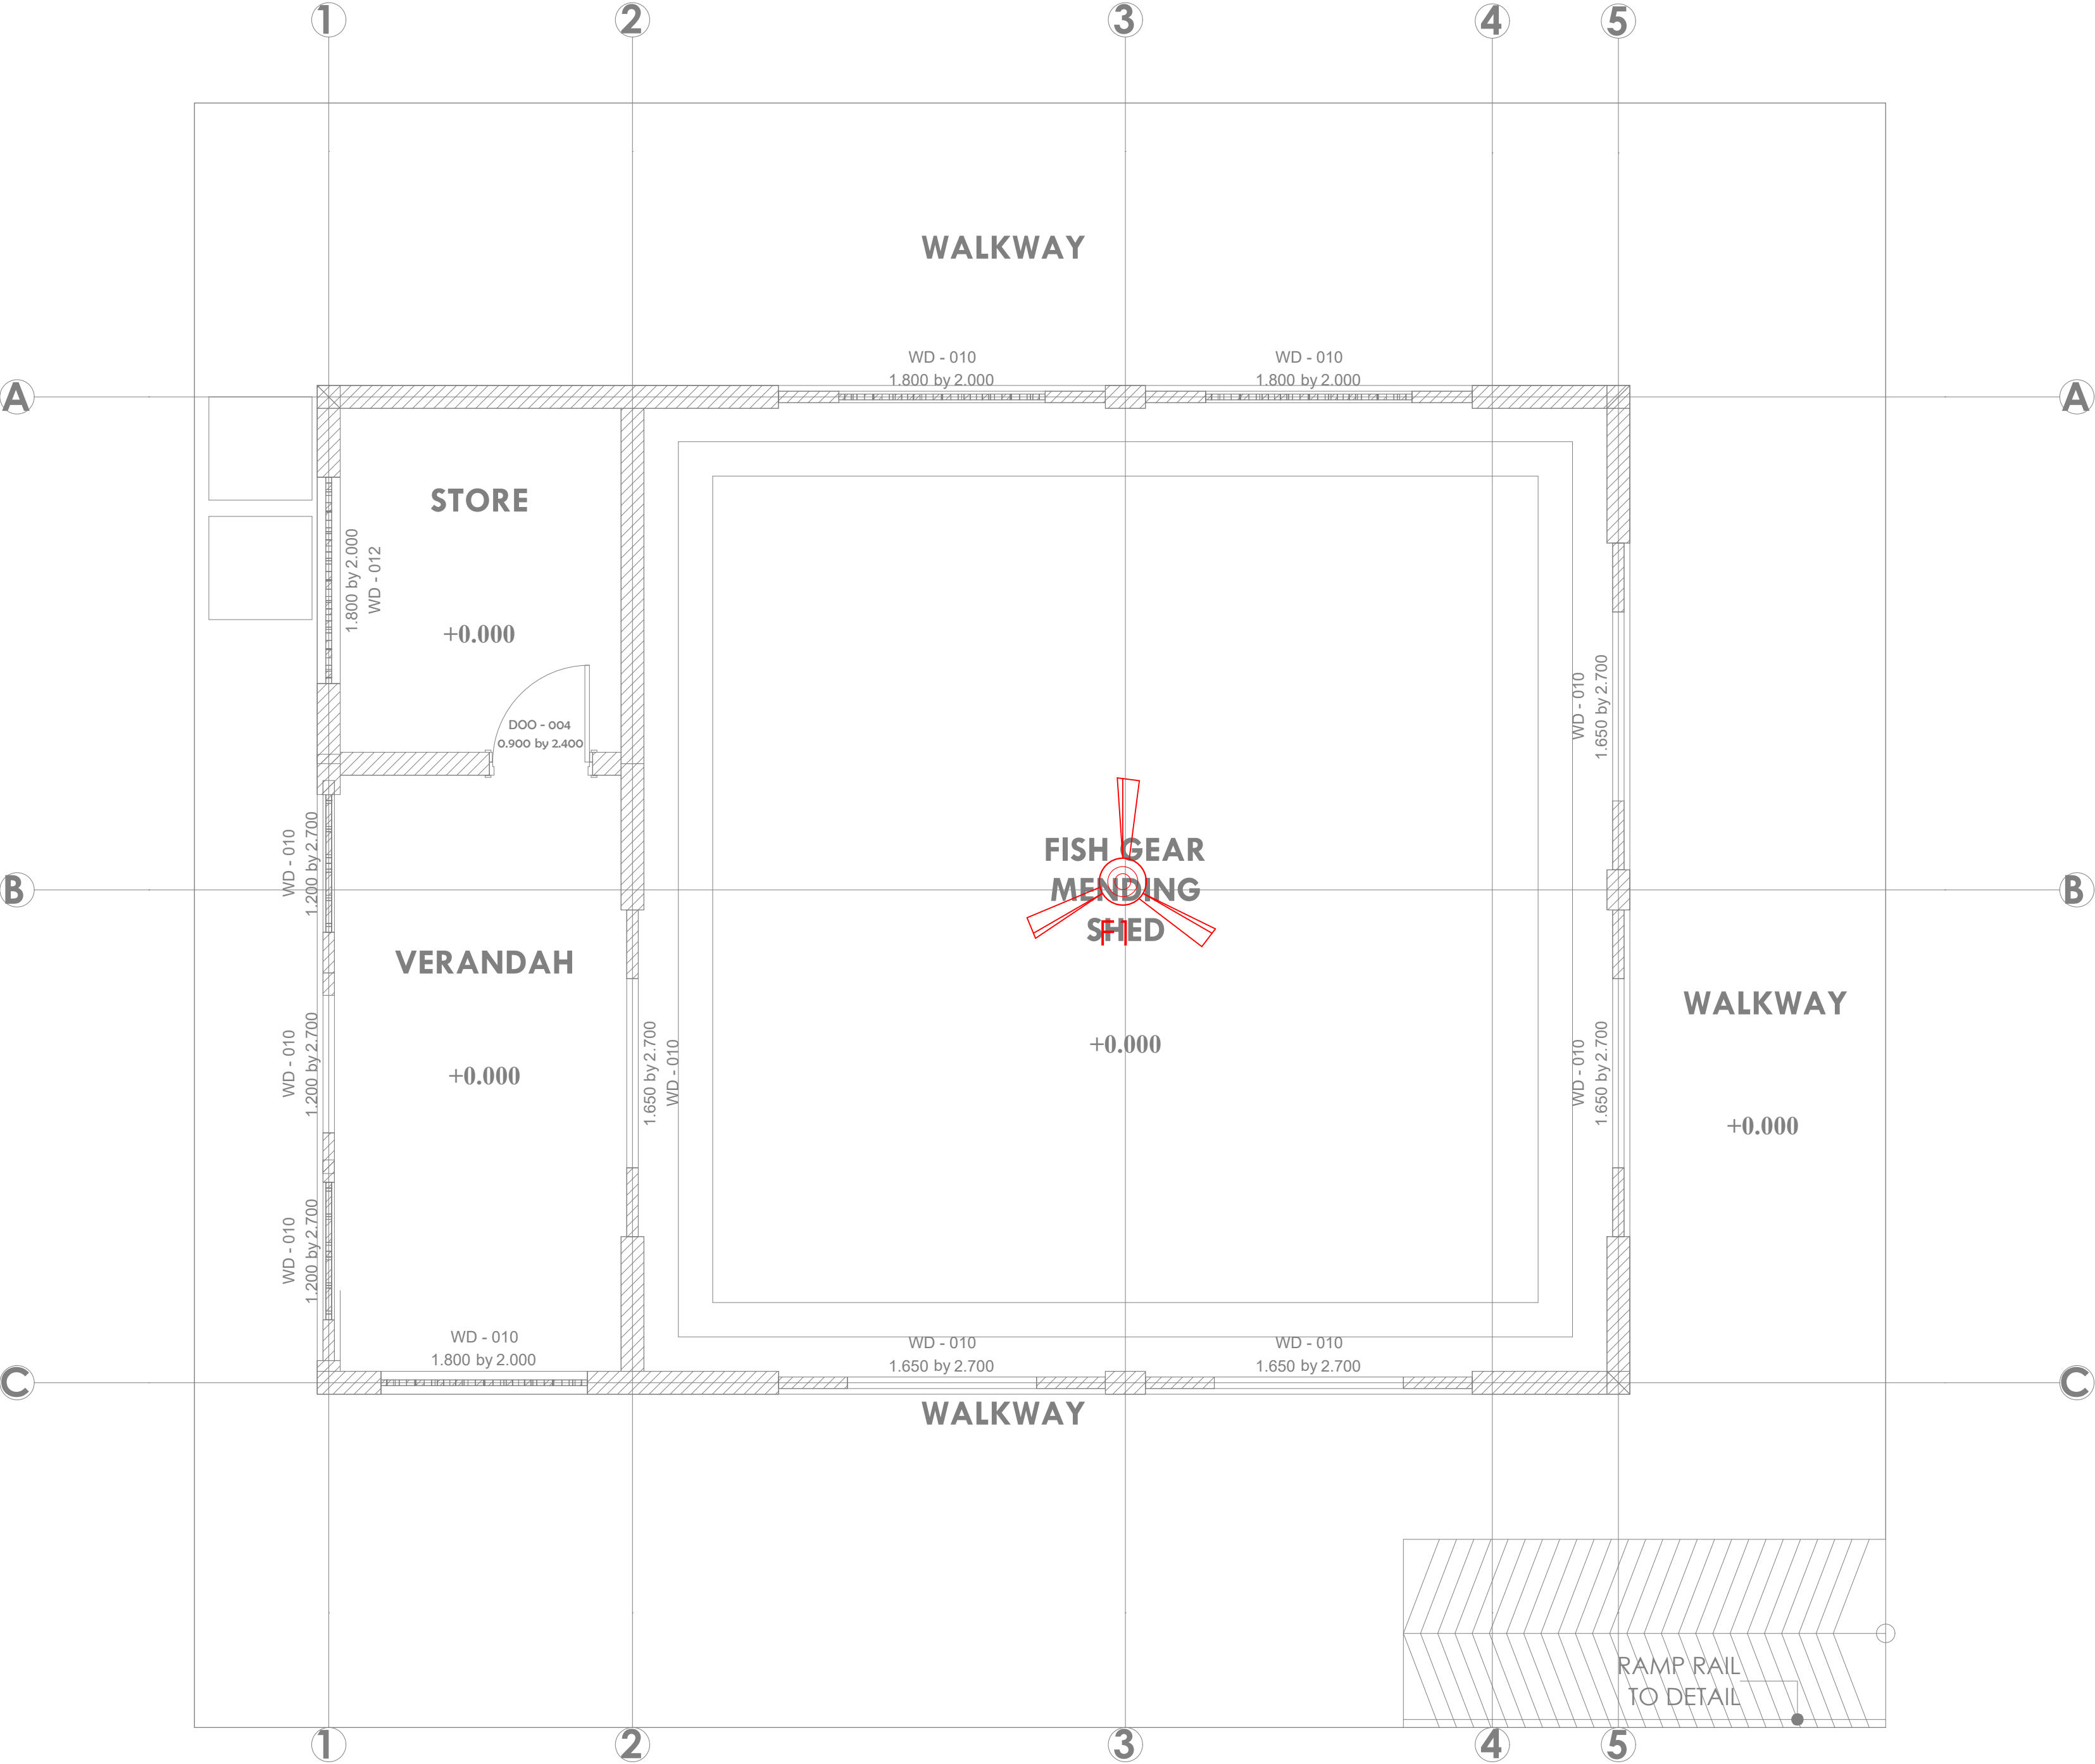 1 2 3 4 5
WALKWAY
WD - 010 WD - 010
1.800 by 2.000 1.800 by 2.000
A A
STORE
1.800 by 2.000
WD - 012
+0.000
DOO - 004
0.900 by 2.400
WD - 010
1.650 by 2.700
WD - 010
1.200 by 2.700
FISH GEAR
MENDING
SHED
F1
B B
VERANDAH
+0.000
WD - 010
1.200 by 2.700
1.650 by 2.700
WD - 010
+0.000
WD - 010
1.650 by 2.700
WALKWAY
+0.000
WD - 010
1.200 by 2.700
WD - 010
1.800 by 2.000
WD - 010 WD - 010
1.650 by 2.700 1.650 by 2.700
C C
WALKWAY
RAMP RAIL
TO DETAIL
1 2 3 4 5